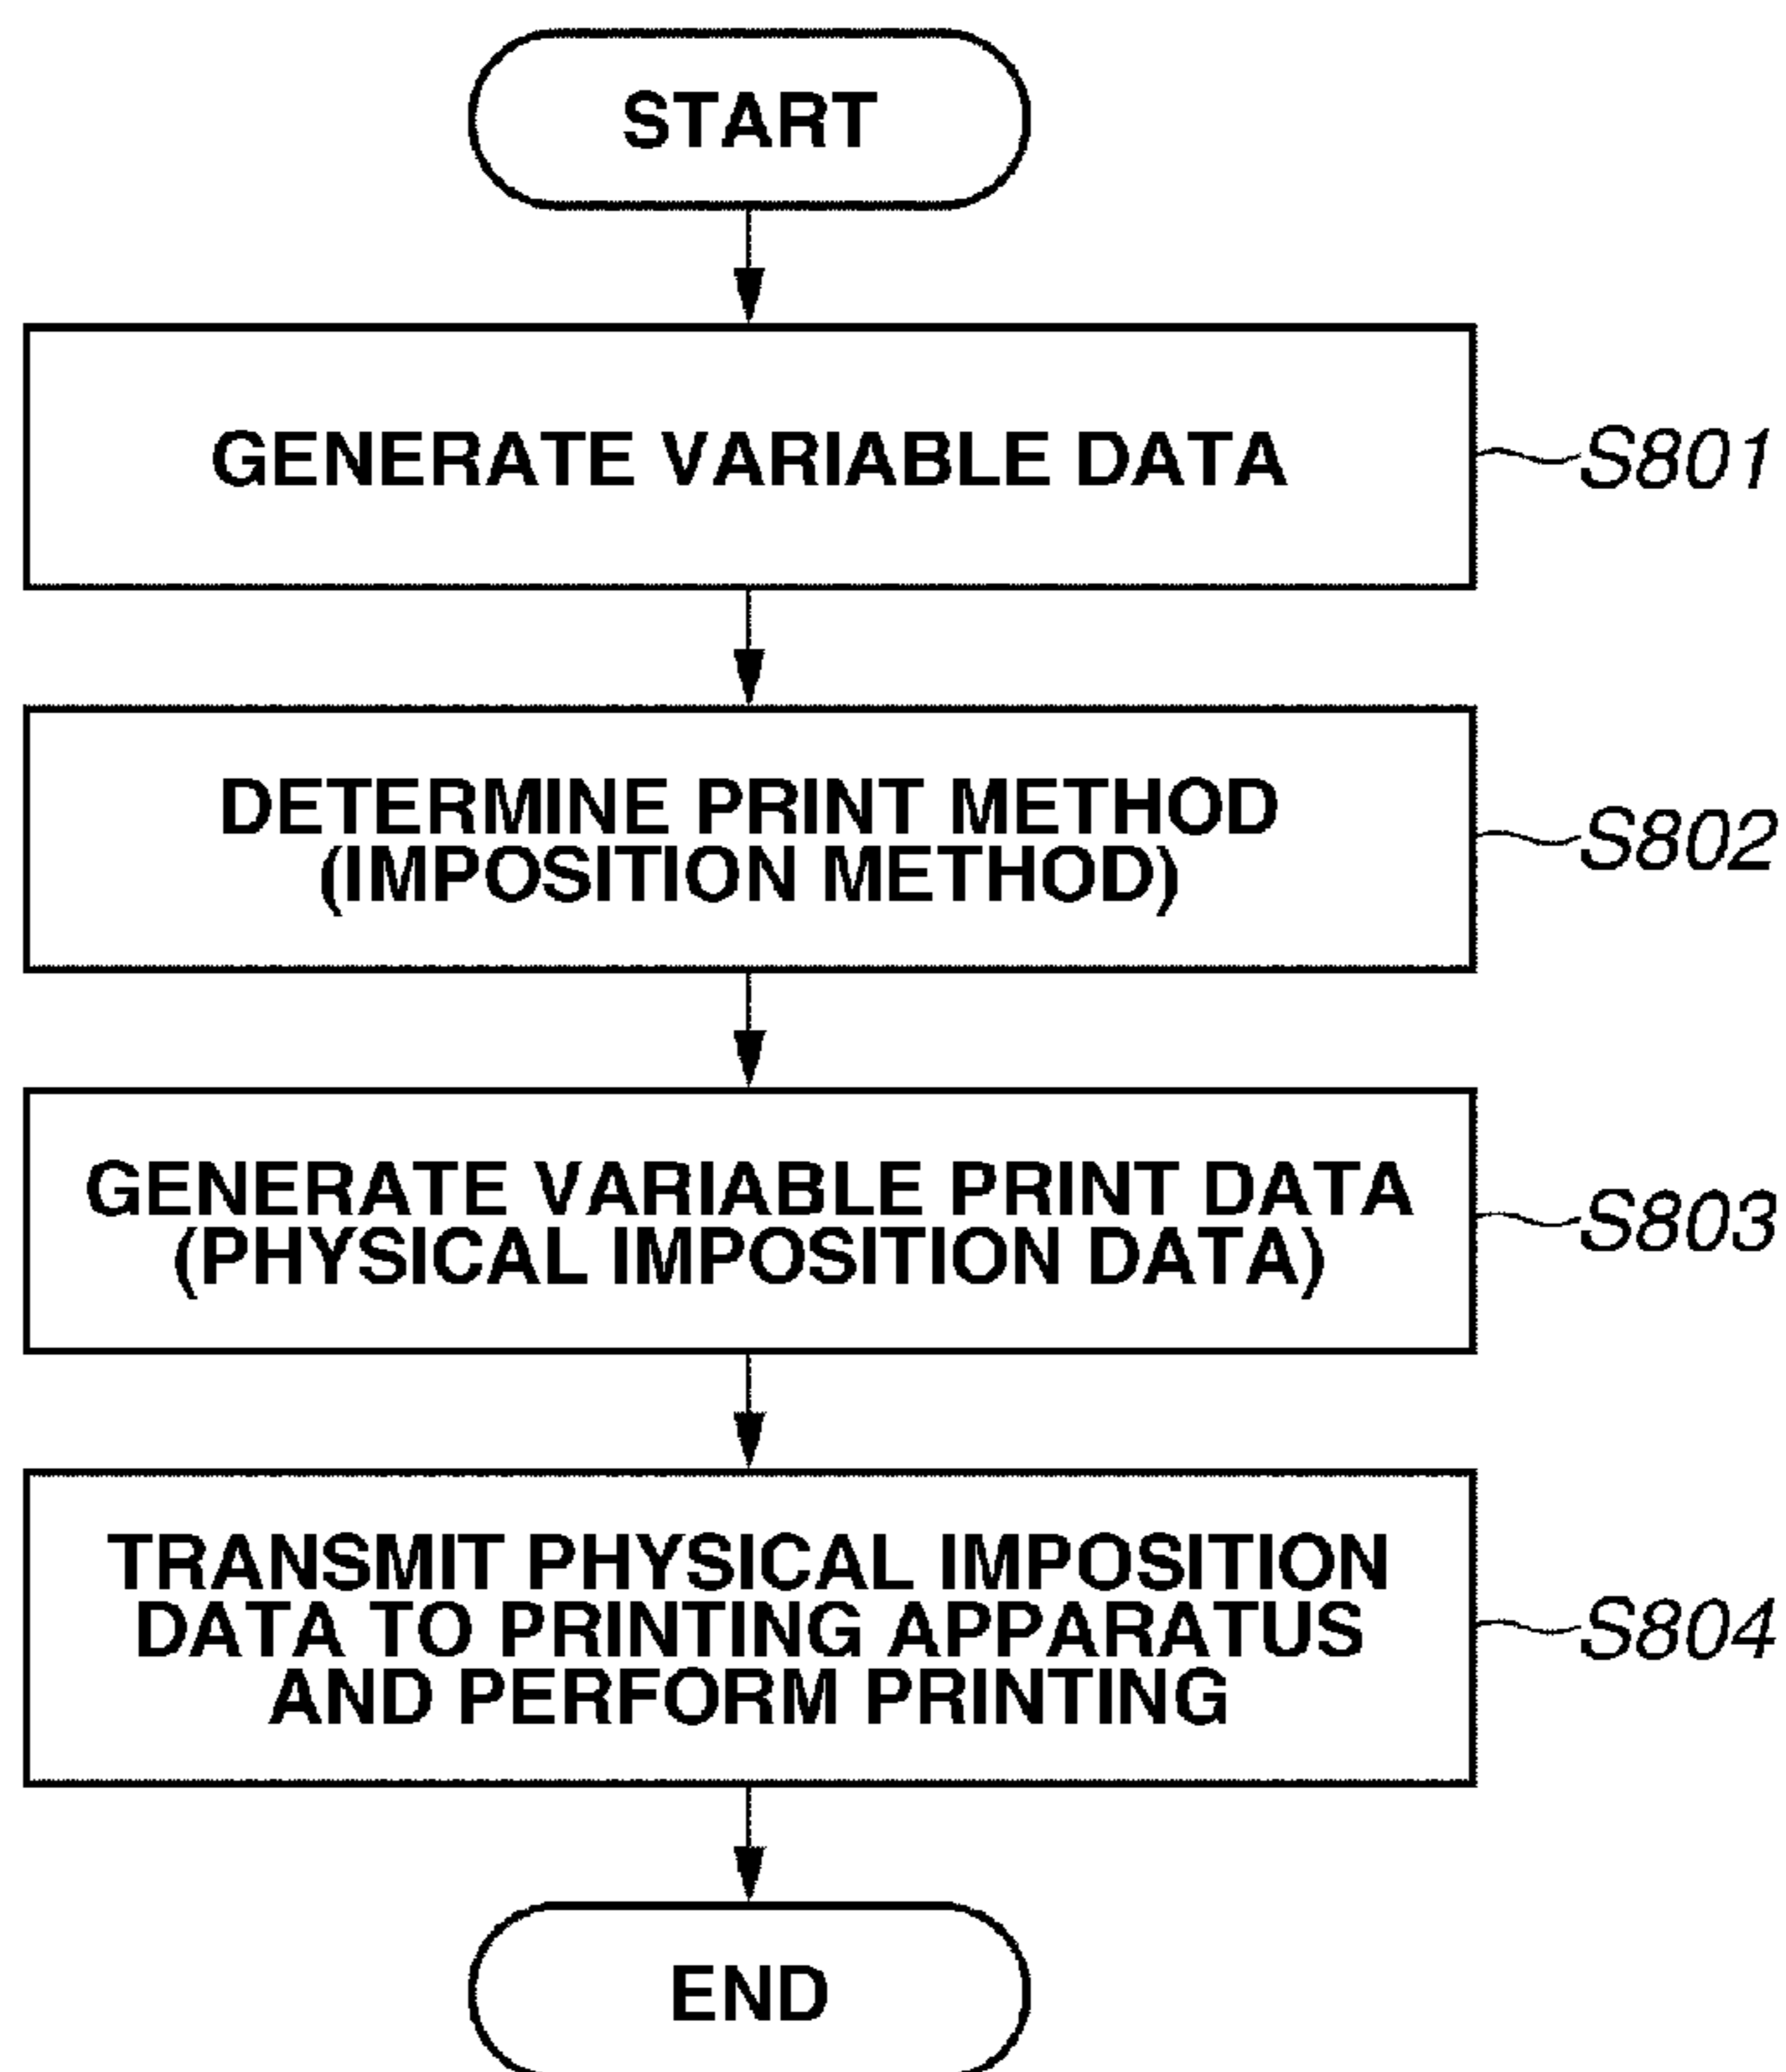 START
GENERATE VARIABLE DATA
S801
DETERMINE PRINT METHOD
(IMPOSITION METHOD)
S802
GENERATE VARIABLE PRINT DATA
(PHYSICAL IMPOSITION DATA)
S803
TRANSMIT PHYSICAL IMPOSITION
DATA TO PRINTING APPARATUS
AND PERFORM PRINTING
S804
END